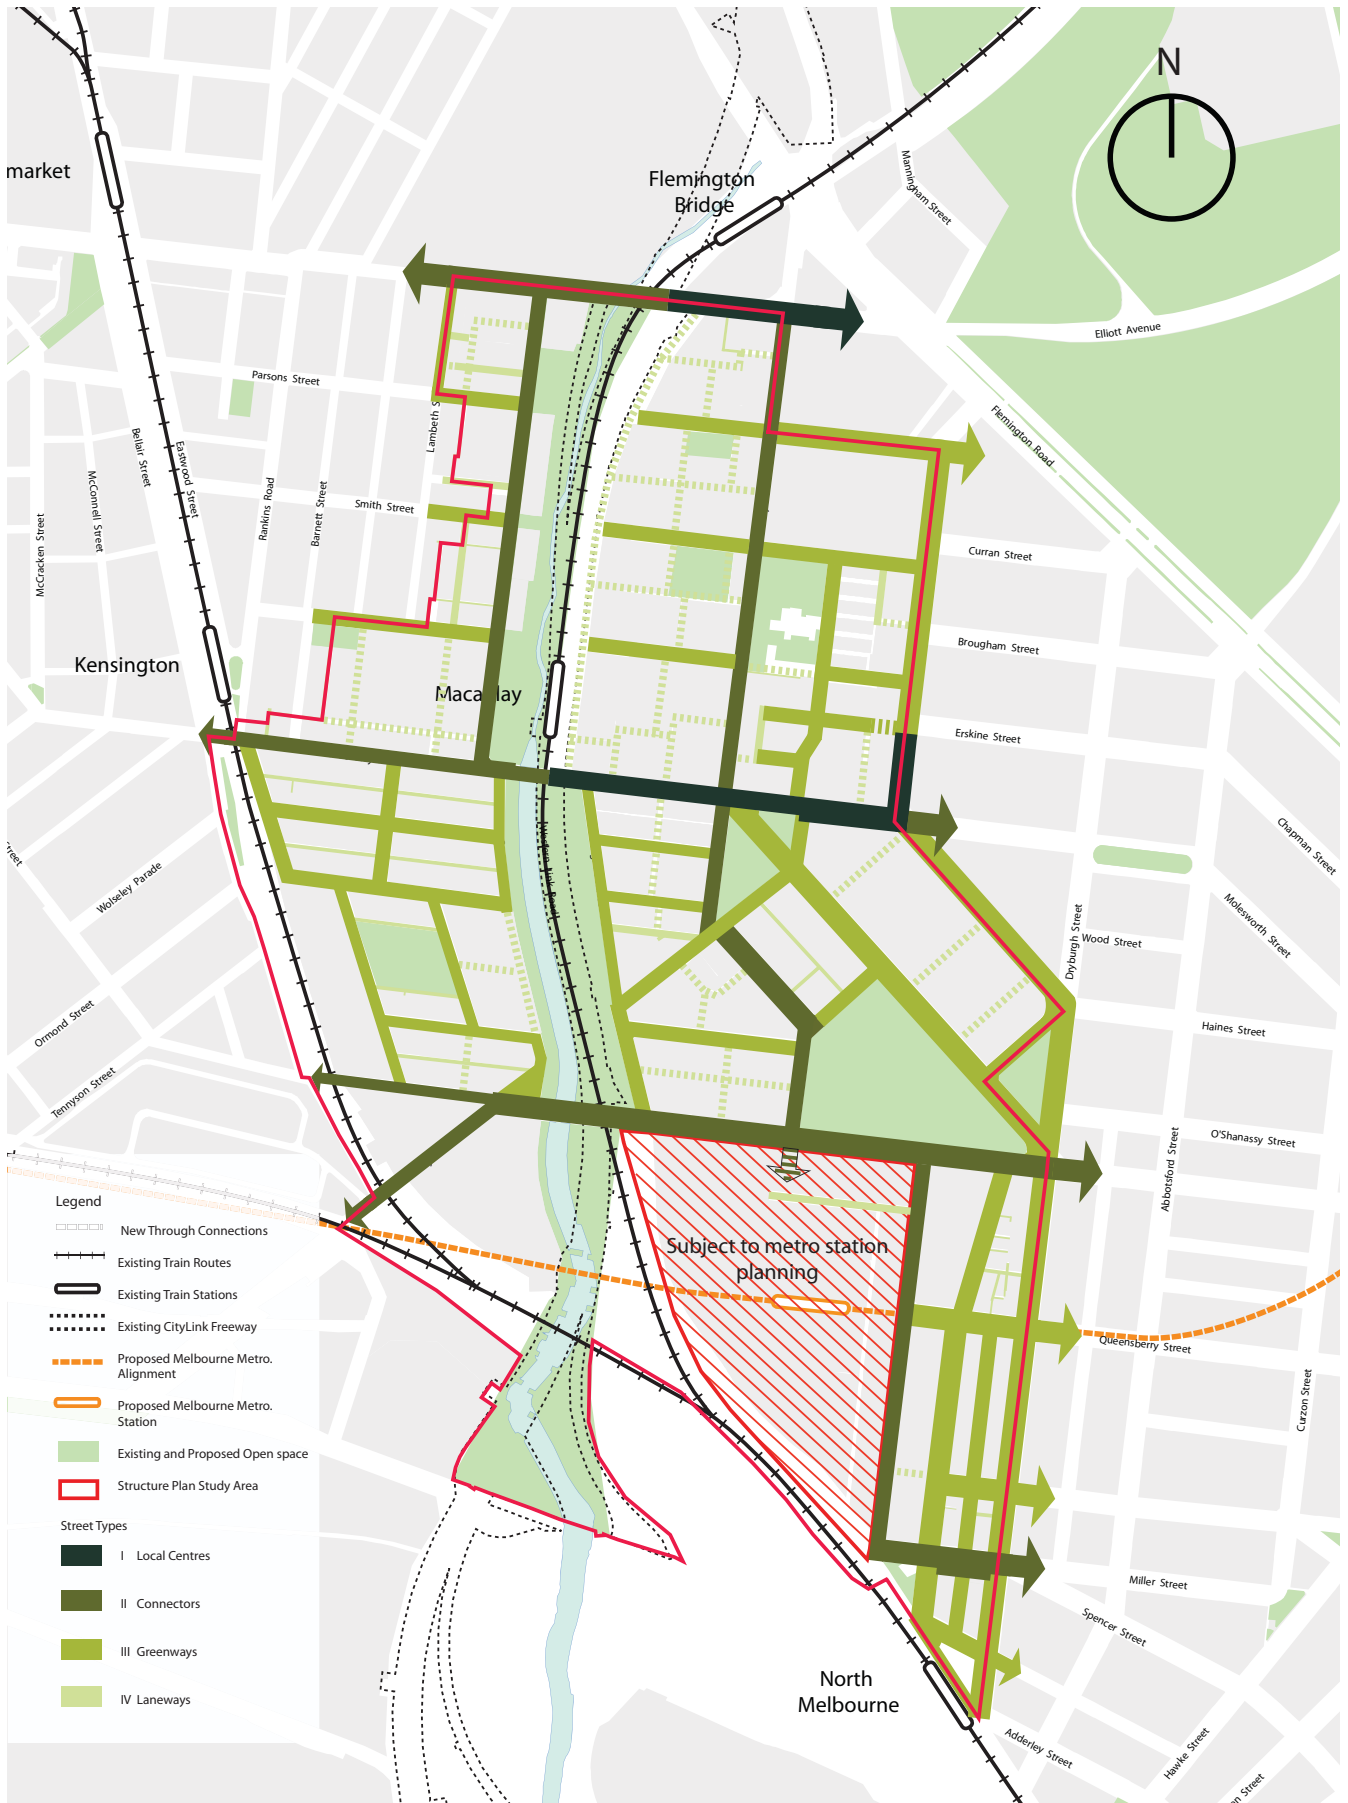 N
market
Flemington
Bridge
Manningham Street
Elliott Avenue
Parsons Street
Lambeth S
Flemington Road
Bellair Street
Eastwood Street
McConnell Street
McCracken Street
Rankins Road
Barnett Street
Smith Street
Curran Street
Brougham Street
Kensington
Macaulay
Erskine Street
Chapman Street
Street
Wolseley Parade
Western Link Road
Molesworth Street
Dryburgh Street
Wood Street
Ormond Street
Haines Street
Tennyson Street
O'Shanassy Street
Abbotsford Street
Subject to metro station
planning
Queensberry Street
Curzon Street
Miller Street
Spencer Street
North
Melbourne
Adderley Street
Hawke Street
n Street
Legend
New Through Connections
Existing Train Routes
Existing Train Stations
Existing CityLink Freeway
Proposed Melbourne Metro.
Alignment
Proposed Melbourne Metro.
Station
Existing and Proposed Open space
Structure Plan Study Area
Street Types
I Local Centres
II Connectors
III Greenways
IV Laneways